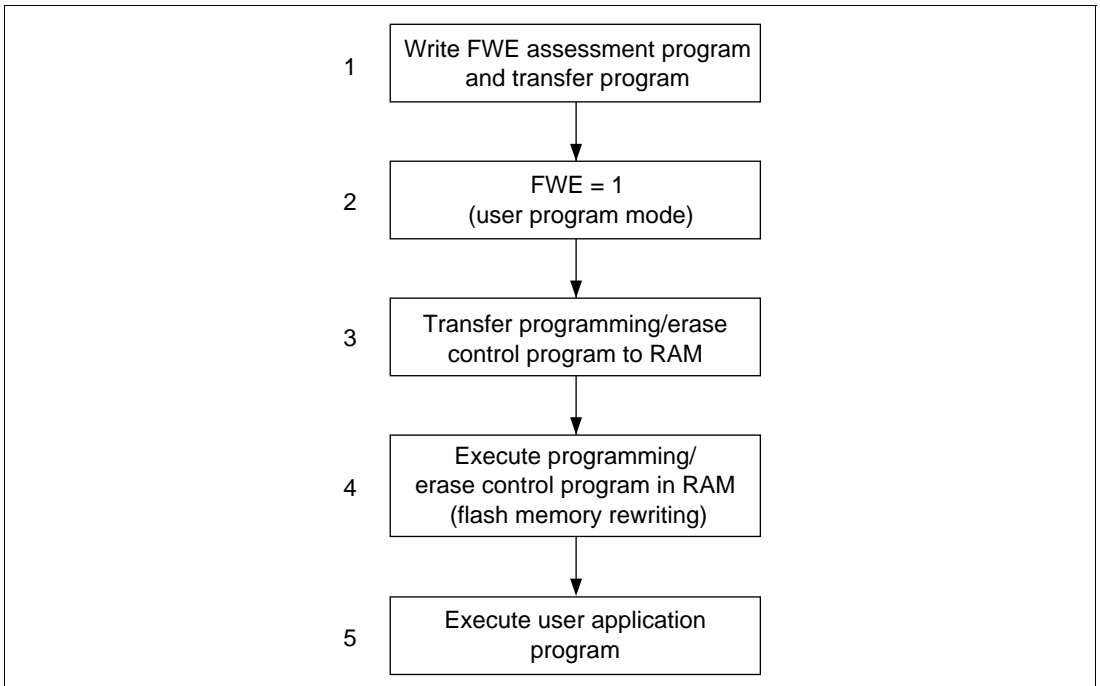 1
Write FWE assessment program
and transfer program
2
FWE = 1
(user program mode)
3
Transfer programming/erase
control program to RAM
4
Execute programming/
erase control program in RAM
(flash memory rewriting)
5
Execute user application
program